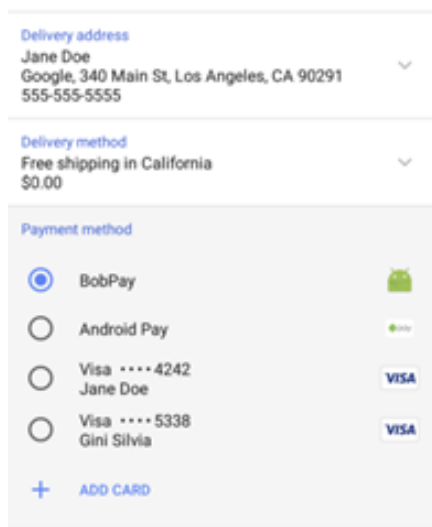 Delivery address
Jane Doe
Google, 340 Main St, Los Angeles, CA 90291
555-555-5555
Delivery method
Free shipping in California
$0.00
Payment method
BobPay
Android Pay
Visa ····4242
VISA
Jane Doe
Visa ····5338
VISA
Gini Silvia
+ ADD CARD